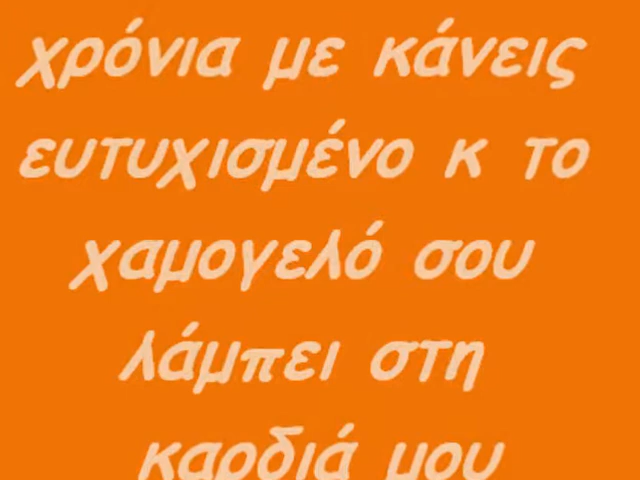 χρόνια με κάνεις
ευτυχισμένο κ το
χαμογελό σου
λάμπει στη
καρδιά μου